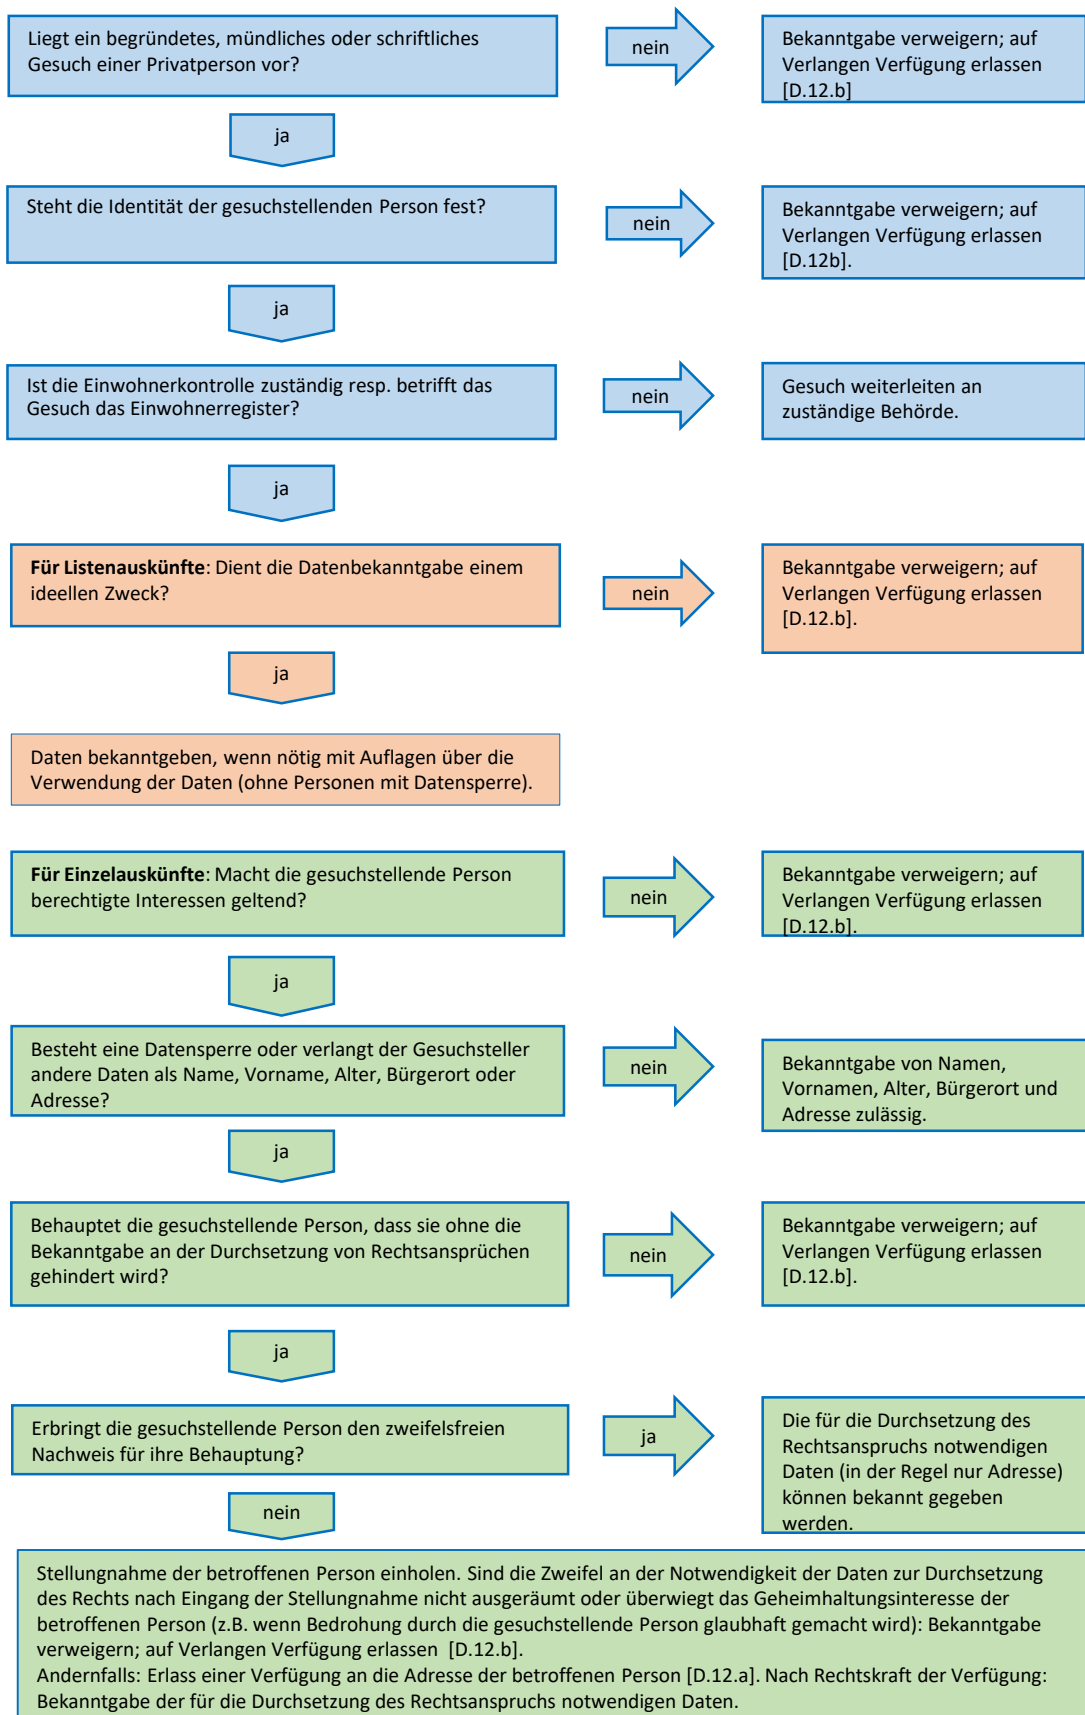 Liegt ein begründetes, mündliches oder schriftliches
Gesuch einer Privatperson vor?
nein
Bekanntgabe verweigern; auf
Verlangen Verfügung erlassen
[D.12.b]
ja
Steht die Identität der gesuchstellenden Person fest?
nein
Bekanntgabe verweigern; auf
Verlangen Verfügung erlassen
[D.12b].
ja
Ist die Einwohnerkontrolle zuständig resp. betrifft das
Gesuch das Einwohnerregister?
nein
Gesuch weiterleiten an
zuständige Behörde.
ja
Für Listenauskünfte: Dient die Datenbekanntgabe einem
ideellen Zweck?
nein
Bekanntgabe verweigern; auf
Verlangen Verfügung erlassen
[D.12.b].
ja
Daten bekanntgeben, wenn nötig mit Auflagen über die
Verwendung der Daten (ohne Personen mit Datensperre).
Für Einzelauskünfte: Macht die gesuchstellende Person
berechtigte Interessen geltend?
nein
Bekanntgabe verweigern; auf
Verlangen Verfügung erlassen
[D.12.b].
ja
Besteht eine Datensperre oder verlangt der Gesuchsteller
andere Daten als Name, Vorname, Alter, Bürgerort oder
Adresse?
nein
Bekanntgabe von Namen,
Vornamen, Alter, Bürgerort und
Adresse zulässig.
ja
Behauptet die gesuchstellende Person, dass sie ohne die
Bekanntgabe an der Durchsetzung von Rechtsansprüchen
gehindert wird?
nein
Bekanntgabe verweigern; auf
Verlangen Verfügung erlassen
[D.12.b].
ja
Erbringt die gesuchstellende Person den zweifelsfreien
Nachweis für ihre Behauptung?
ja
Die für die Durchsetzung des
Rechtsanspruchs notwendigen
Daten (in der Regel nur Adresse)
können bekannt gegeben
werden.
nein
Stellungnahme der betroffenen Person einholen. Sind die Zweifel an der Notwendigkeit der Daten zur Durchsetzung
des Rechts nach Eingang der Stellungnahme nicht ausgeräumt oder überwiegt das Geheimhaltungsinteresse der
betroffenen Person (z.B. wenn Bedrohung durch die gesuchstellende Person glaubhaft gemacht wird): Bekanntgabe
verweigern; auf Verlangen Verfügung erlassen [D.12.b].
Andernfalls: Erlass einer Verfügung an die Adresse der betroffenen Person [D.12.a]. Nach Rechtskraft der Verfügung:
Bekanntgabe der für die Durchsetzung des Rechtsanspruchs notwendigen Daten.